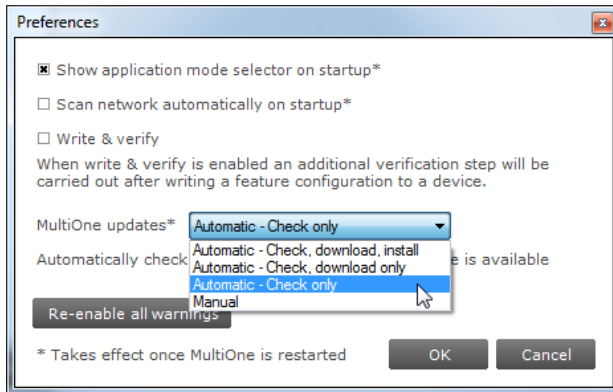 Preferences
Show application mode selector on startup*
Scan network automatically on startup*
Write & verify
When write & verify is enabled an additional verification step will be
carried out after writing a feature configuration to a device.
MultiOne updates* Automatic - Check only
Automatic - Check, download, install
Automatically check Automatic - Check, download only e is available
Automatic - Check only
Manual
Re-enable all warnings
* Takes effect once MultiOne is restarted OK Cancel